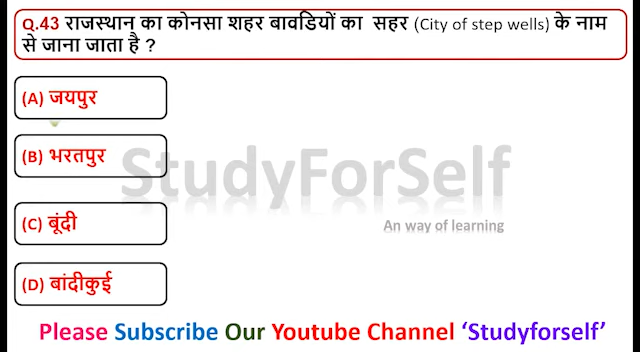 Q.43 राजस्थान का कोनसा शहर बावडियों का सहर (City of step wells) के नाम
से जाना जाता है ?
(A) जयपुर
(B) भरतपुर
StudyForSelf
(C) बूंदी
An way of learning
(D) बांदीकुई
Please Subscribe Our Youtube Channel ‘Studyforself’